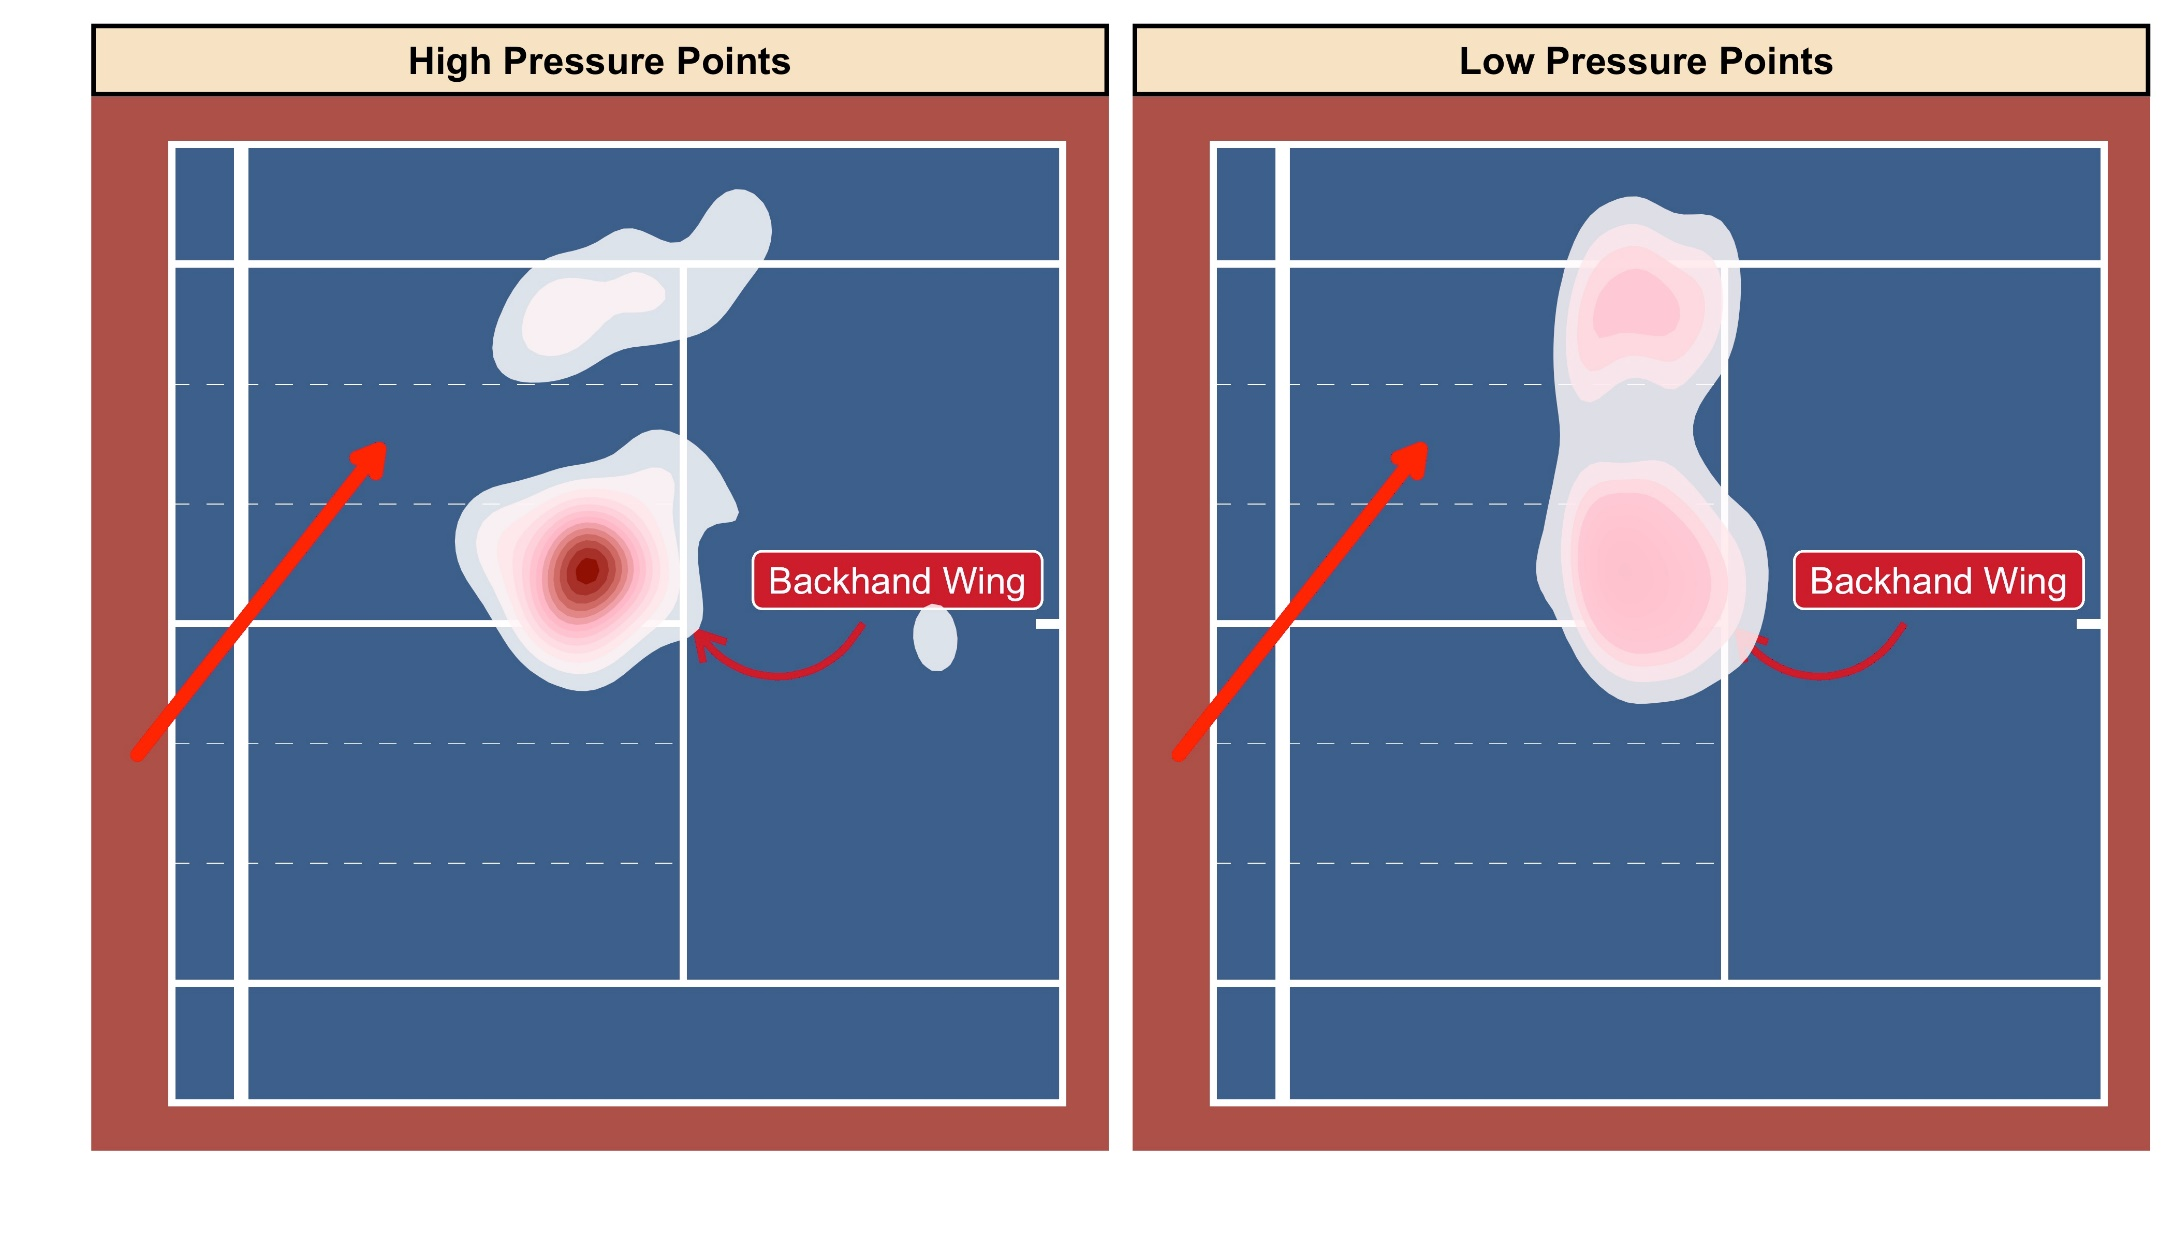 High Pressure Points
Low Pressure Points
Backhand Wing
Backhand Wing